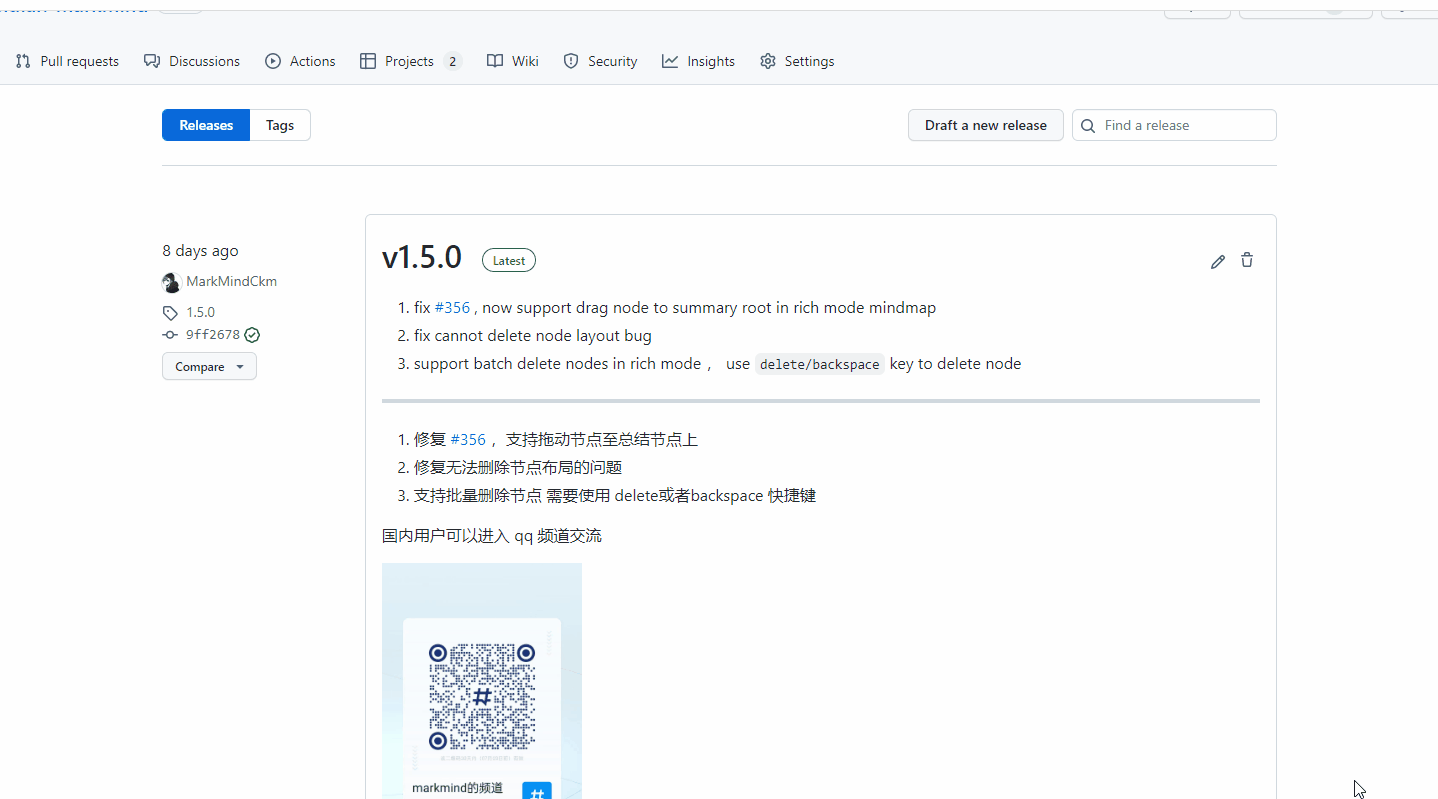 Pull requests Discussions Actions Projects 2 Wiki Security Insights Settings
Releases Tags Draft a new release Find a release
8 days ago
MarkMindCkm
1.5.0
9ff2678
Compare
v1.5.0 Latest
1. fix #356 , now support drag node to summary root in rich mode mindmap
2. fix cannot delete node layout bug
3. support batch delete nodes in rich mode ， use delete/backspace key to delete node
1. 修复 #356 ，支持拖动节点至总结节点上
2. 修复无法删除节点布局的问题
3. 支持批量删除节点 需要使用 delete或者backspace 快捷键
国内用户可以进入 qq 频道交流
markmind的频道